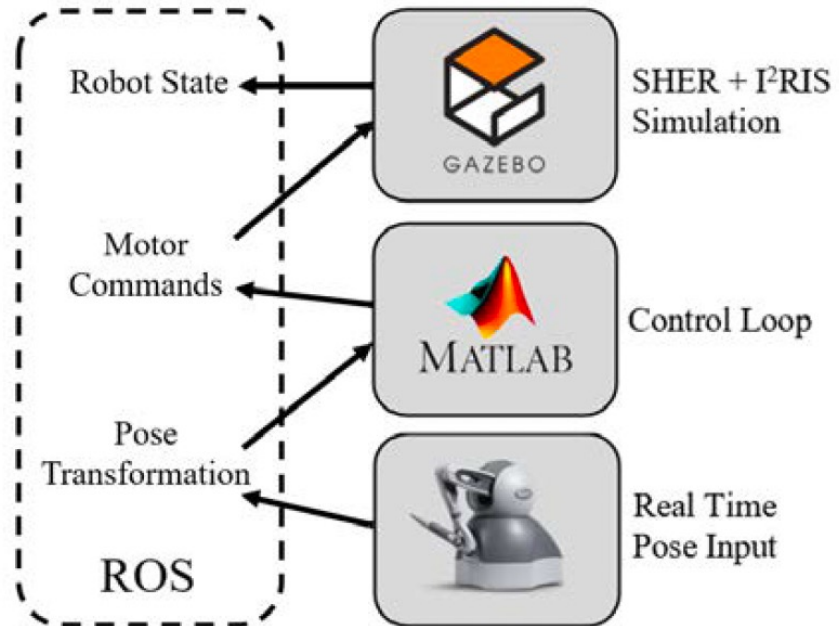 Robot State
GAZEBO
SHER + I²RIS
Simulation
Motor
Commands
MATLAB
Control Loop
Pose
Transformation
Real Time
Pose Input
ROS